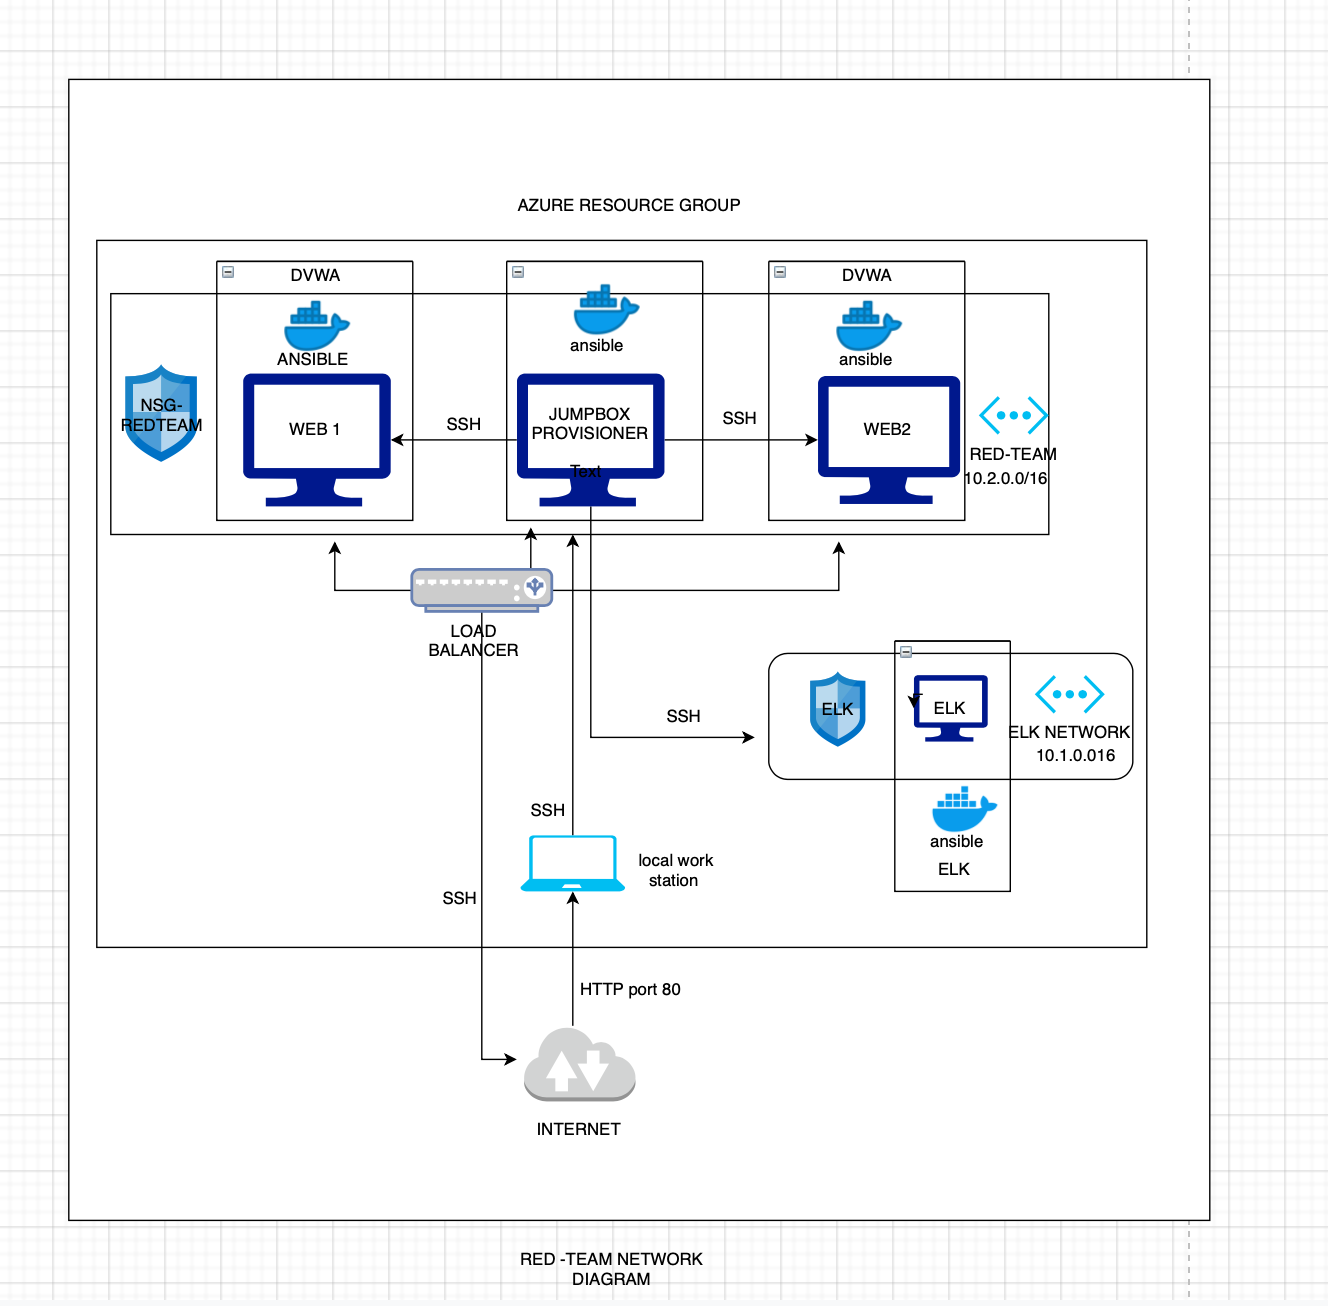 AZURE RESOURCE GROUP
DVWA
DVWA
ANSIBLE
ansible
ansible
NSG-
REDTEAM
WEB 1
SSH
JUMPBOX
PROVISIONER
Text
SSH
WEB2
RED-TEAM
10.2.0.0/16
LOAD
BALANCER
SSH
ELK
ELK
ELK NETWORK
10.1.0.016
ansible
ELK
SSH
local work
station
SSH
HTTP port 80
INTERNET
RED -TEAM NETWORK
DIAGRAM